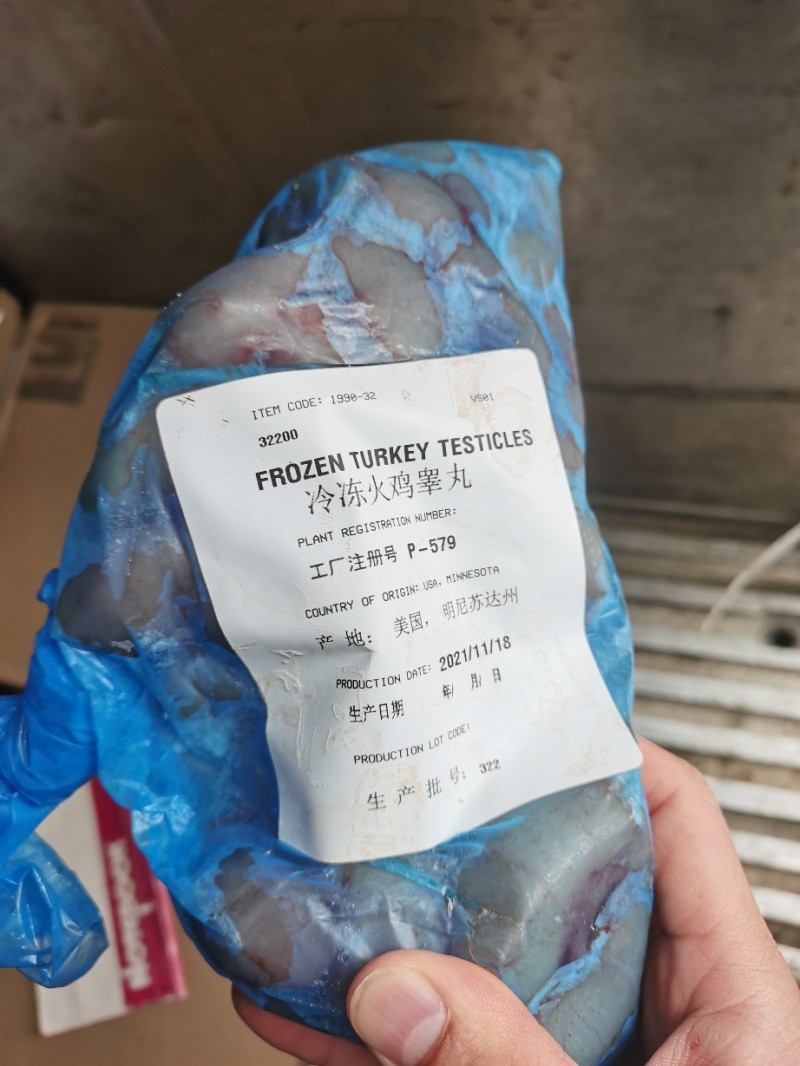 ITEM CODE: 1990-32
VS01
32200
FROZEN TURKEY TESTICLES
冷冻火鸡睾丸
PLANT REGISTRATION NUMBER:
工厂注册号 P-579
COUNTRY OF ORIGIN: USA, MINNESOTA
产 地: 美国, 明尼苏达州
PRODUCTION DATE: 2021/11/18
生产日期 年/ 月/ 日
PRODUCTION LOT CODE:
生 产 批 号: 322